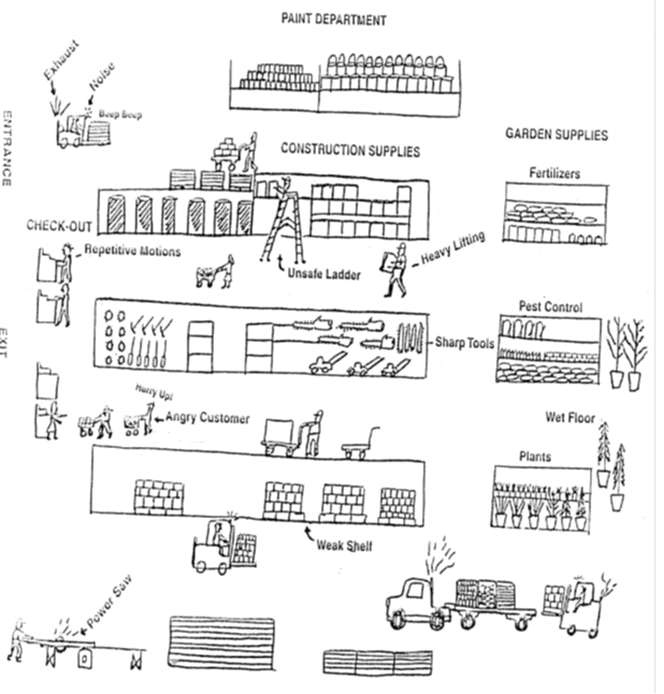 PAINT DEPARTMENT
Exhaust
Noise
Beep Beep
ENTRANCE
CONSTRUCTION SUPPLIES
GARDEN SUPPLIES
Fertilizers
CHECK-OUT
Repetitive Motions
Unsafe Ladder
Heavy Lifting
Pest Control
EXIT
Sharp Tools
Hurry Up!
Angry Customer
Wet Floor
Plants
Weak Shelf
Power Saw